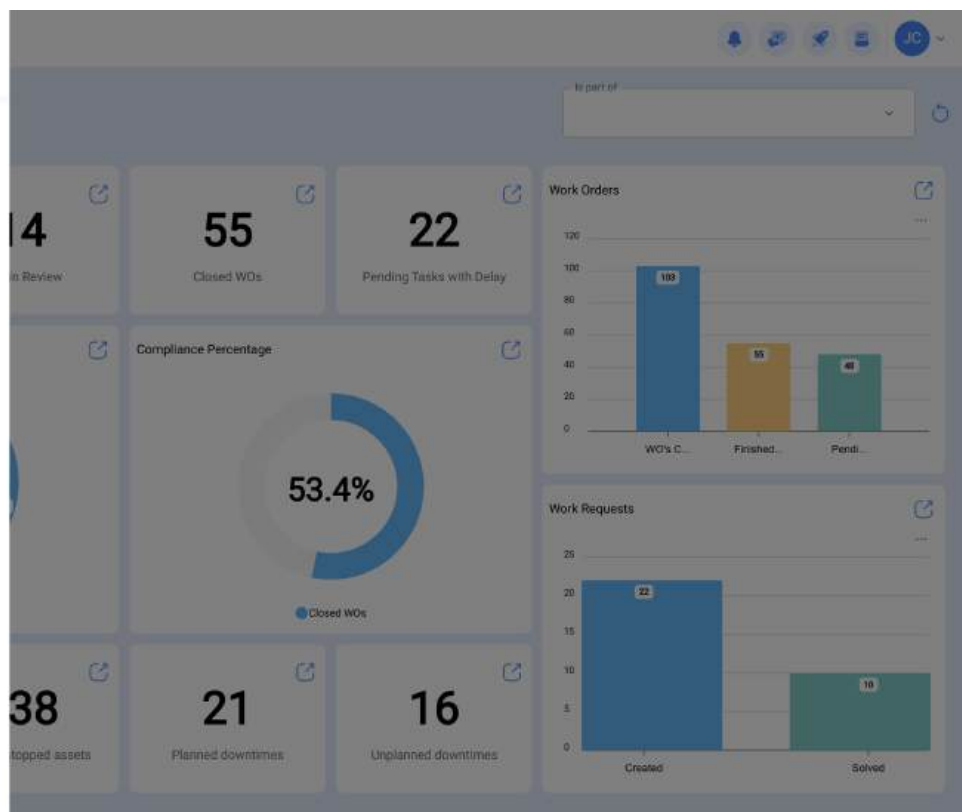 JC
Is part of
14
n Review
55
Closed WOs
22
Pending Tasks with Delay
Work Orders
...
120
100
80
60
40
20
0
103
55
48
WO's C...
Finished...
Pendi...
Compliance Percentage
53.4%
Closed WOs
Work Requests
...
25
20
15
10
5
0
22
10
Created
Solved
38
topped assets
21
Planned downtimes
16
Unplanned downtimes